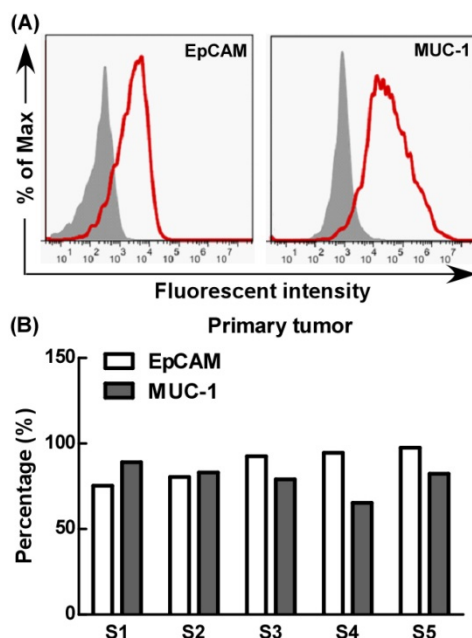 (A)
EpCAM
MUC-1
% of Max
10¹ 10² 10³ 10⁴ 10⁵ 10⁶ 10⁷
10¹ 10² 10³ 10⁴ 10⁵ 10⁶ 10⁷
Fluorescent intensity
(B)
Primary tumor
EpCAM
MUC-1
Percentage (%)
150
100
50
0
S1 S2 S3 S4 S5